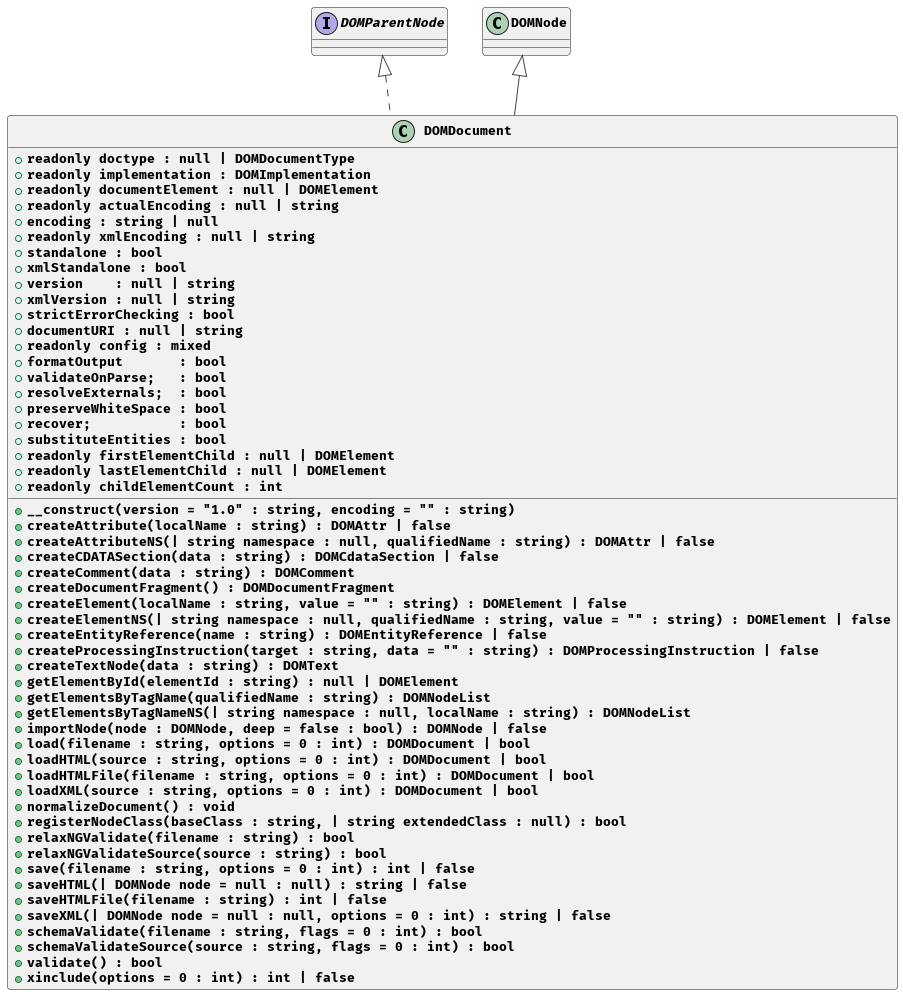 I DOMParentNode
C DOMNode
C DOMDocument
readonly doctype : null | DOMDocumentType
readonly implementation : DOMImplementation
readonly documentElement : null | DOMElement
readonly actualEncoding : null | string
encoding : string | null
readonly xmlEncoding : null | string
standalone : bool
xmlStandalone : bool
version    : null | string
xmlVersion : null | string
strictErrorChecking : bool
documentURI : null | string
readonly config : mixed
formatOutput       : bool
validateOnParse;   : bool
resolveExternals;  : bool
preserveWhiteSpace : bool
recover;           : bool
substituteEntities : bool
readonly firstElementChild : null | DOMElement
readonly lastElementChild : null | DOMElement
readonly childElementCount : int
__construct(version = "1.0" : string, encoding = "" : string)
createAttribute(localName : string) : DOMAttr | false
createAttributeNS(| string namespace : null, qualifiedName : string) : DOMAttr | false
createCDATASection(data : string) : DOMCdataSection | false
createComment(data : string) : DOMComment
createDocumentFragment() : DOMDocumentFragment
createElement(localName : string, value = "" : string) : DOMElement | false
createElementNS(| string namespace : null, qualifiedName : string, value = "" : string) : DOMElement | false
createEntityReference(name : string) : DOMEntityReference | false
createProcessingInstruction(target : string, data = "" : string) : DOMProcessingInstruction | false
createTextNode(data : string) : DOMText
getElementById(elementId : string) : null | DOMElement
getElementsByTagName(qualifiedName : string) : DOMNodeList
getElementsByTagNameNS(| string namespace : null, localName : string) : DOMNodeList
importNode(node : DOMNode, deep = false : bool) : DOMNode | false
load(filename : string, options = 0 : int) : DOMDocument | bool
loadHTML(source : string, options = 0 : int) : DOMDocument | bool
loadHTMLFile(filename : string, options = 0 : int) : DOMDocument | bool
loadXML(source : string, options = 0 : int) : DOMDocument | bool
normalizeDocument() : void
registerNodeClass(baseClass : string, | string extendedClass : null) : bool
relaxNGValidate(filename : string) : bool
relaxNGValidateSource(source : string) : bool
save(filename : string, options = 0 : int) : int | false
saveHTML(| DOMNode node = null : null) : string | false
saveHTMLFile(filename : string) : int | false
saveXML(| DOMNode node = null : null, options = 0 : int) : string | false
schemaValidate(filename : string, flags = 0 : int) : bool
schemaValidateSource(source : string, flags = 0 : int) : bool
validate() : bool
xinclude(options = 0 : int) : int | false